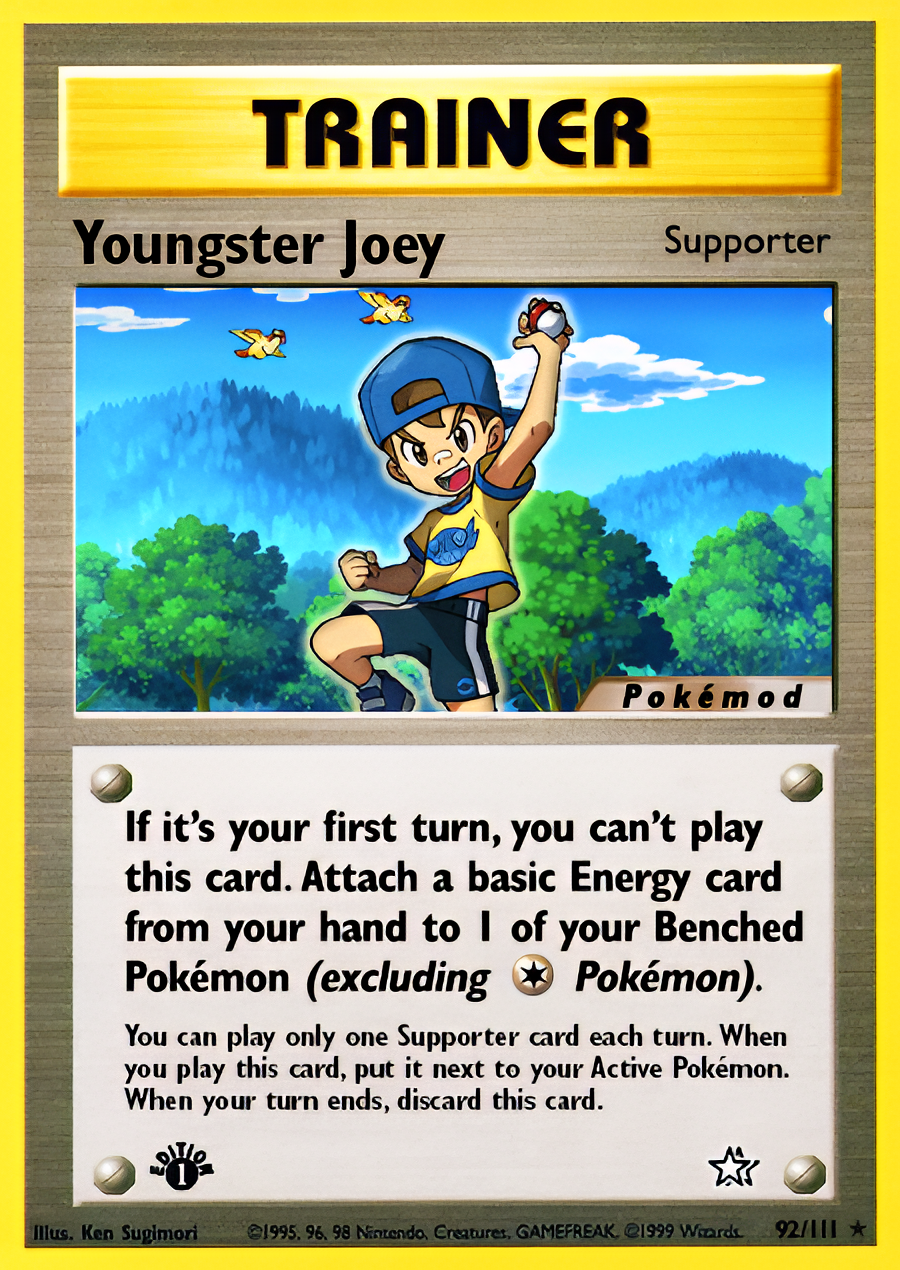 TRAINER
Youngster Joey
Supporter
Pokémod
If it's your first turn, you can't play
this card. Attach a basic Energy card
from your hand to 1 of your Benched
Pokémon (excluding Pokémon).
You can play only one Supporter card each turn. When
you play this card, put it next to your Active Pokémon.
When your turn ends, discard this card.
EDITION
1
Illus. Ken Sugimori
©1995, 96, 98 Nintendo, Creatures, GAMEFREAK. ©1999 Wizards.
92/111 ★